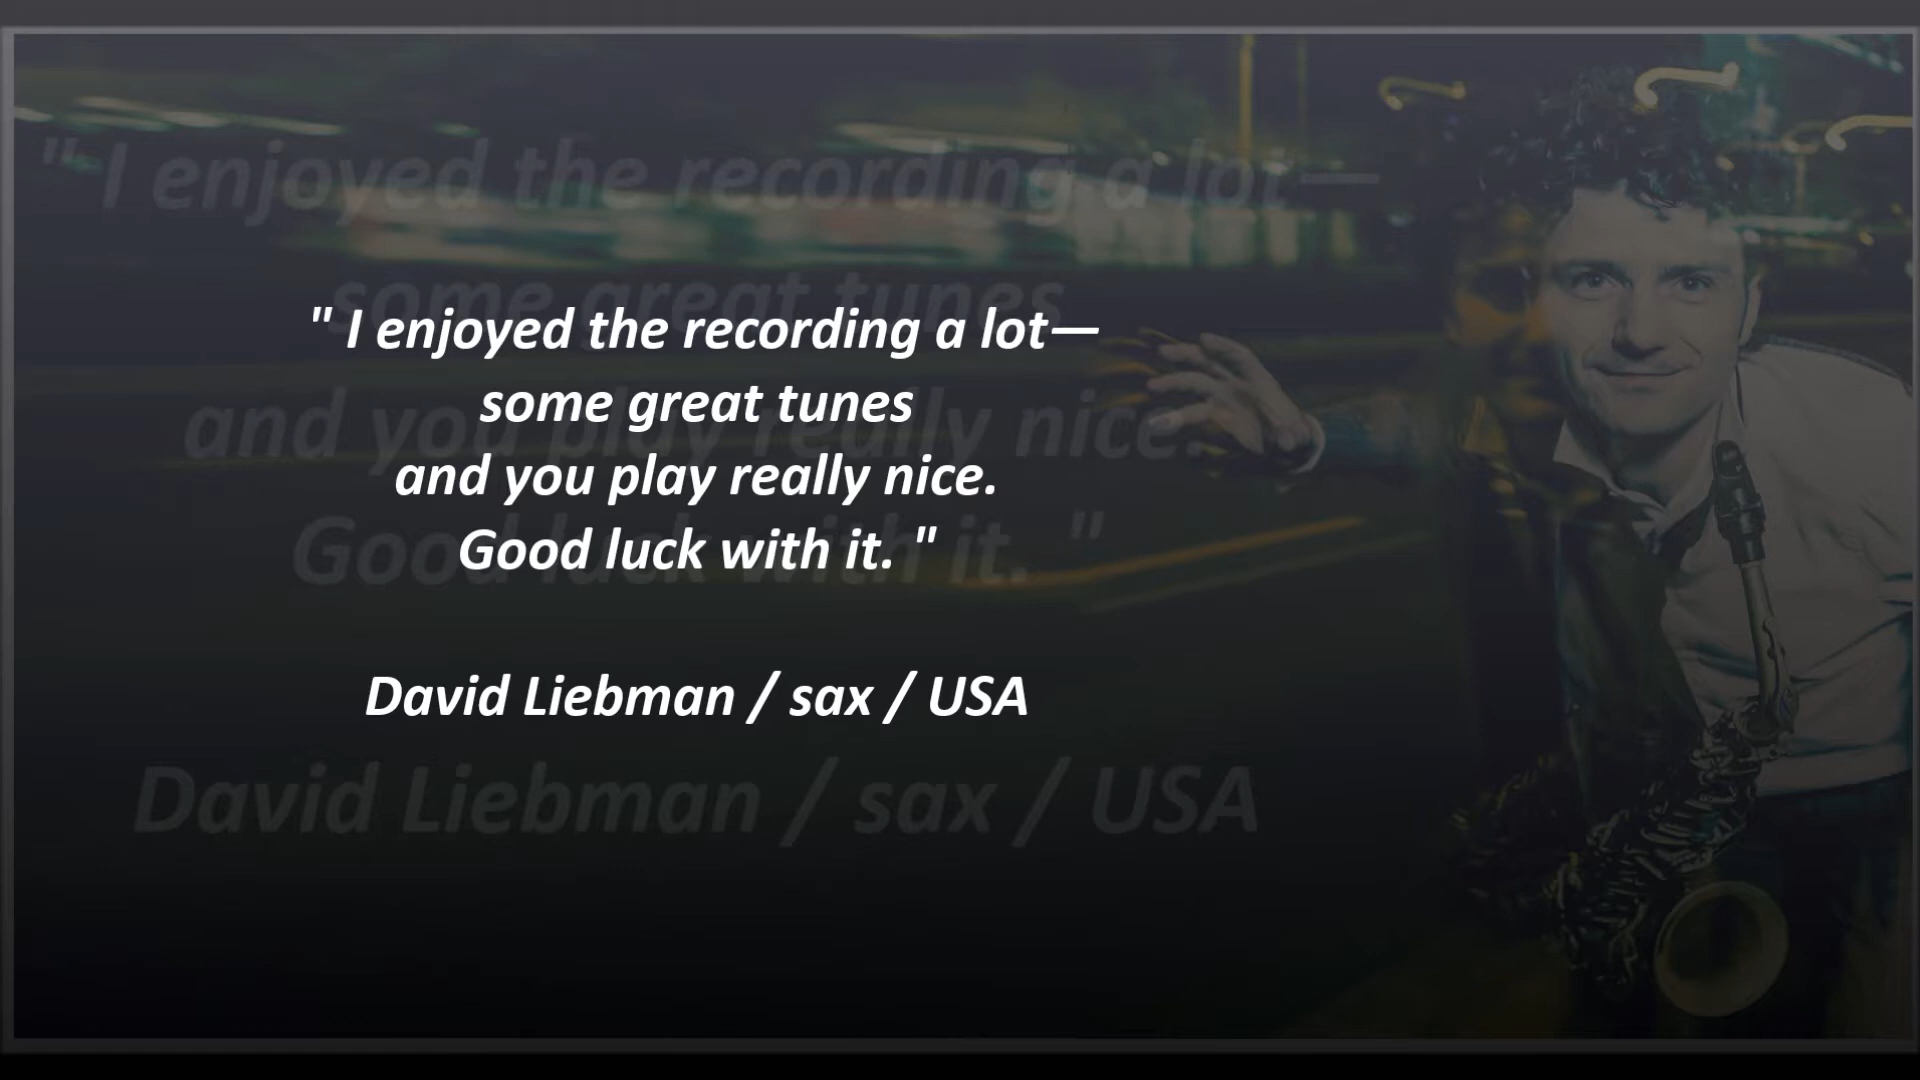 " I enjoyed the recording a lot—
some great tunes
and you play really nice.
Good luck with it. "
David Liebman / sax / USA